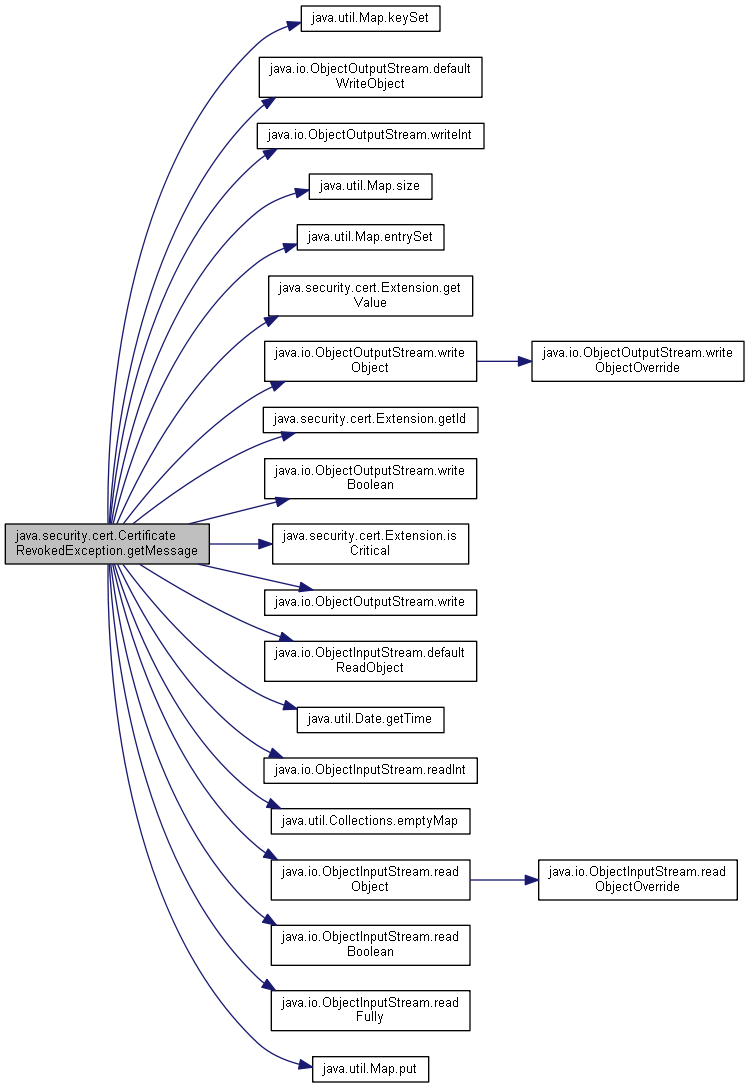 java.util.Map.keySet
java.io.ObjectOutputStream.default
WriteObject
java.io.ObjectOutputStream.writeInt
java.util.Map.size
java.util.Map.entrySet
java.security.cert.Extension.get
Value
java.io.ObjectOutputStream.write
Object
java.io.ObjectOutputStream.write
ObjectOverride
java.security.cert.Extension.getId
java.io.ObjectOutputStream.write
Boolean
java.security.cert.Certificate
RevokedException.getMessage
java.security.cert.Extension.is
Critical
java.io.ObjectOutputStream.write
java.io.ObjectInputStream.default
ReadObject
java.util.Date.getTime
java.io.ObjectInputStream.readInt
java.util.Collections.emptyMap
java.io.ObjectInputStream.read
Object
java.io.ObjectInputStream.read
ObjectOverride
java.io.ObjectInputStream.read
Boolean
java.io.ObjectInputStream.read
Fully
java.util.Map.put